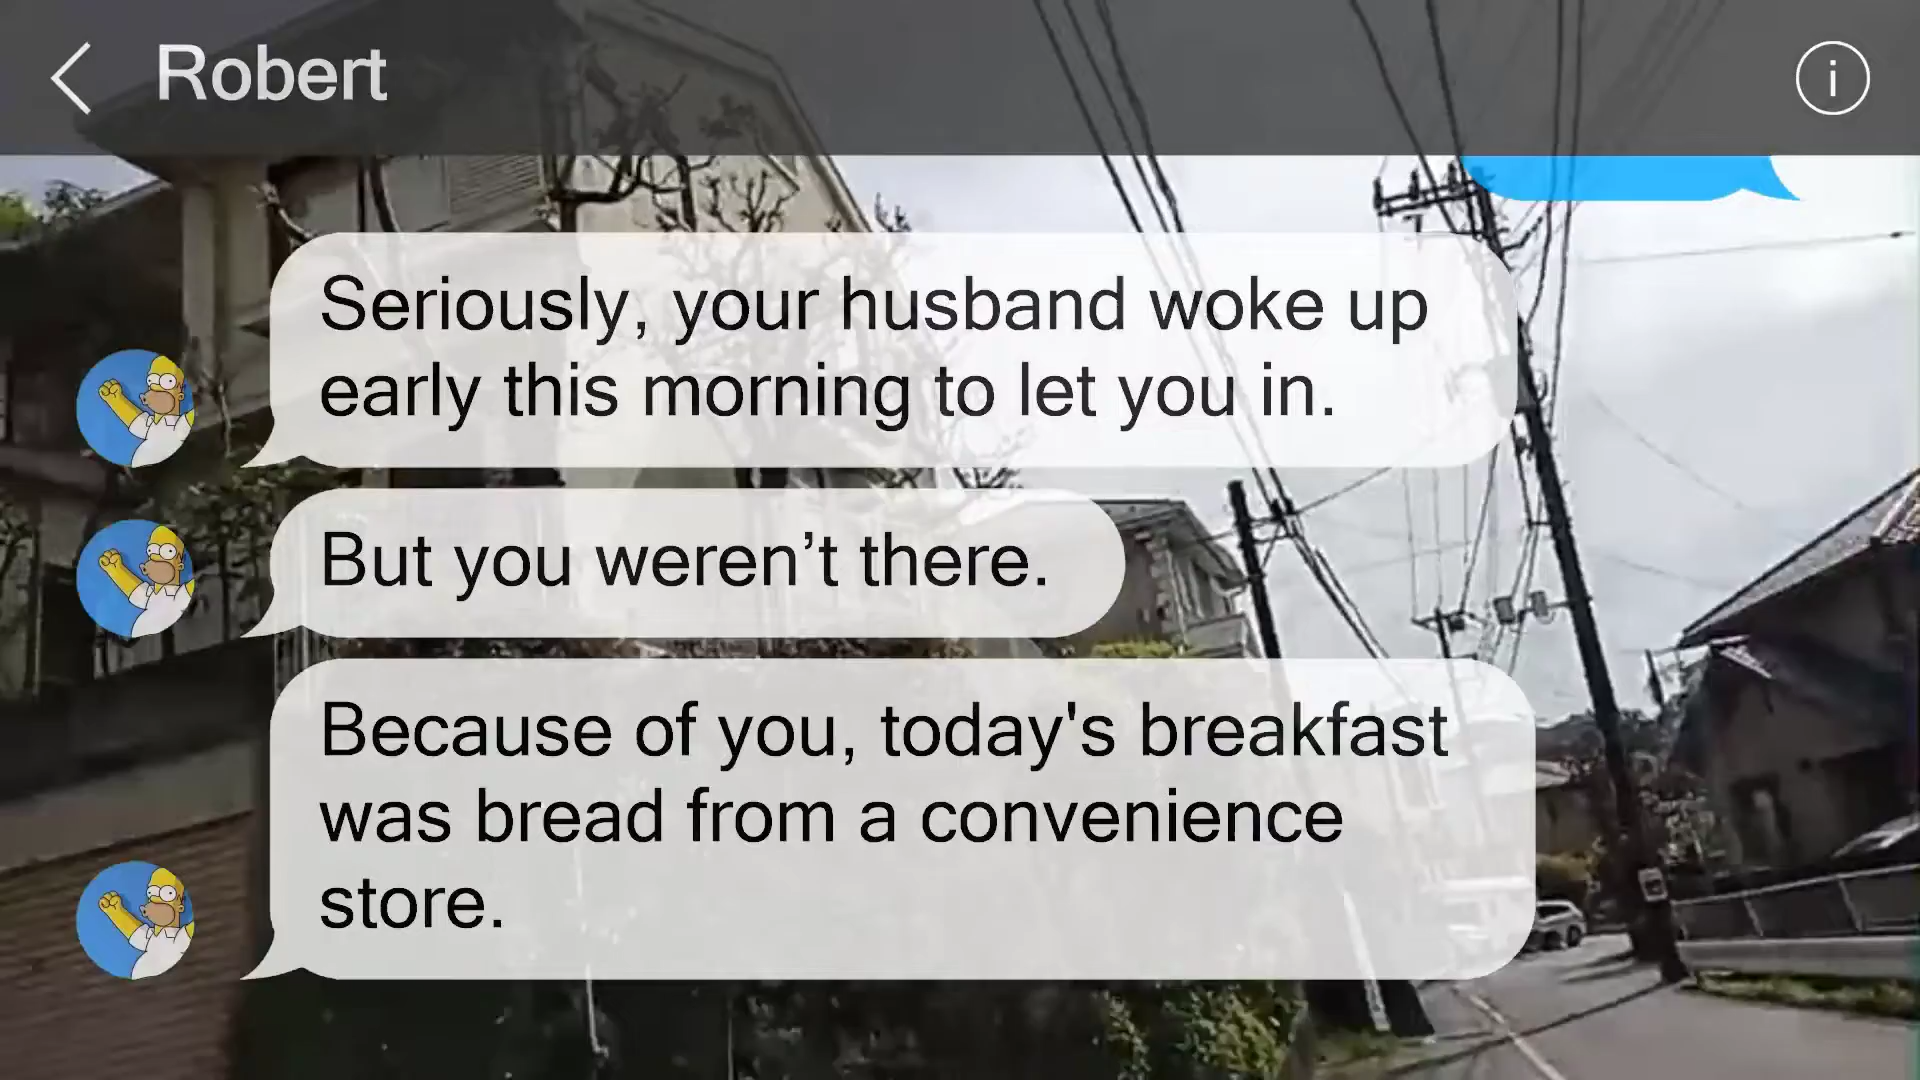 Robert
Seriously, your husband woke up
early this morning to let you in.
But you weren’t there.
Because of you, today's breakfast
was bread from a convenience
store.